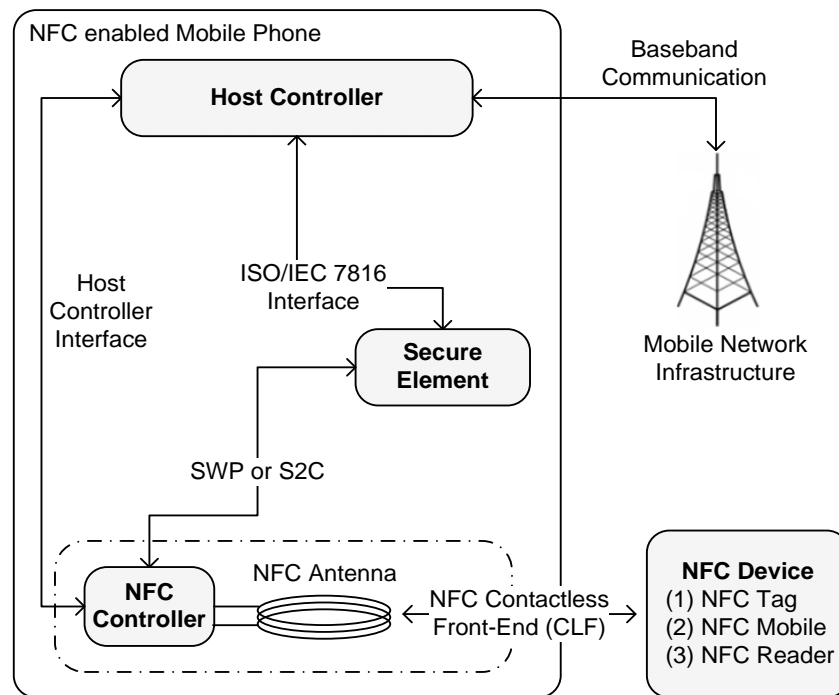 NFC enabled Mobile Phone
Host Controller
Baseband
Communication
Host
Controller
Interface
ISO/IEC 7816
Interface
Secure
Element
Mobile Network
Infrastructure
SWP or S2C
NFC
Controller
NFC Antenna
NFC Contactless
Front-End (CLF)
NFC Device
(1) NFC Tag
(2) NFC Mobile
(3) NFC Reader